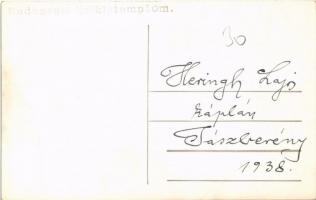 30
Heringh Lajos
káplán
Jászberény
1938.